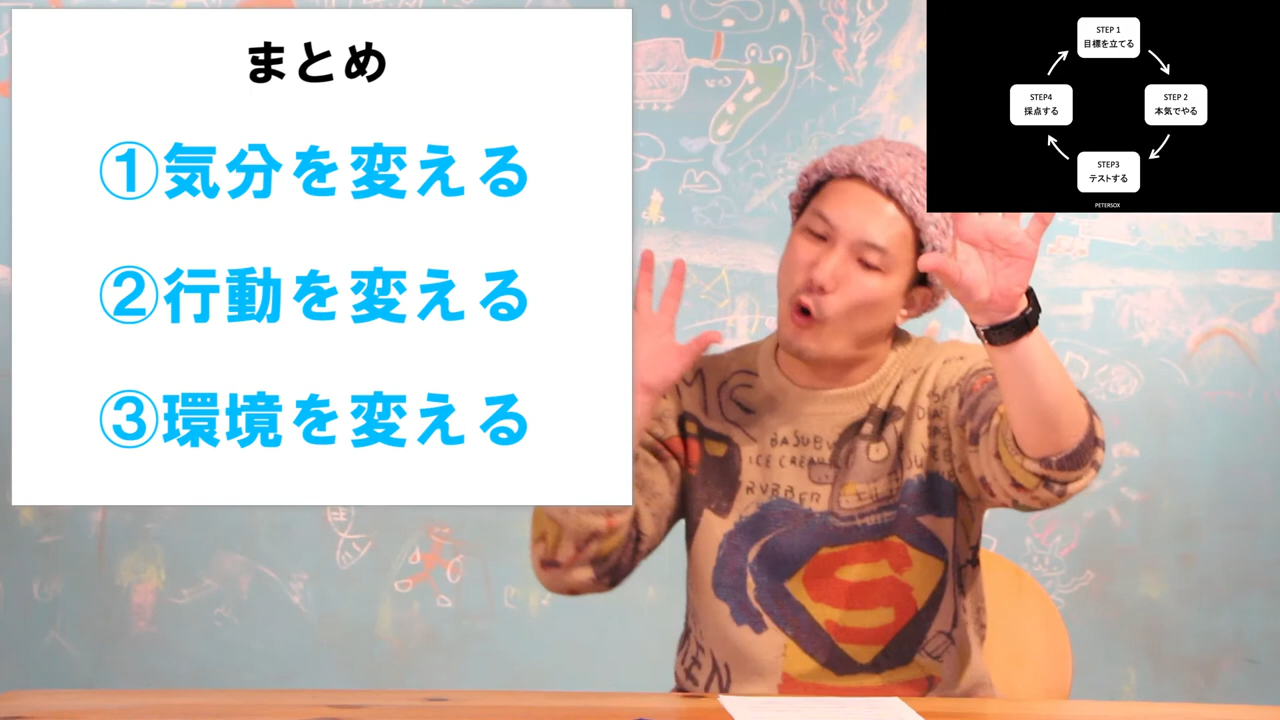 まとめ
①気分を変える
②行動を変える
③環境を変える
STEP 1
目標を立てる
STEP 2
本気でやる
STEP3
テストする
STEP4
採点する
PETERSOX
MC
ICE CREAM
RVBBER
S
MEN